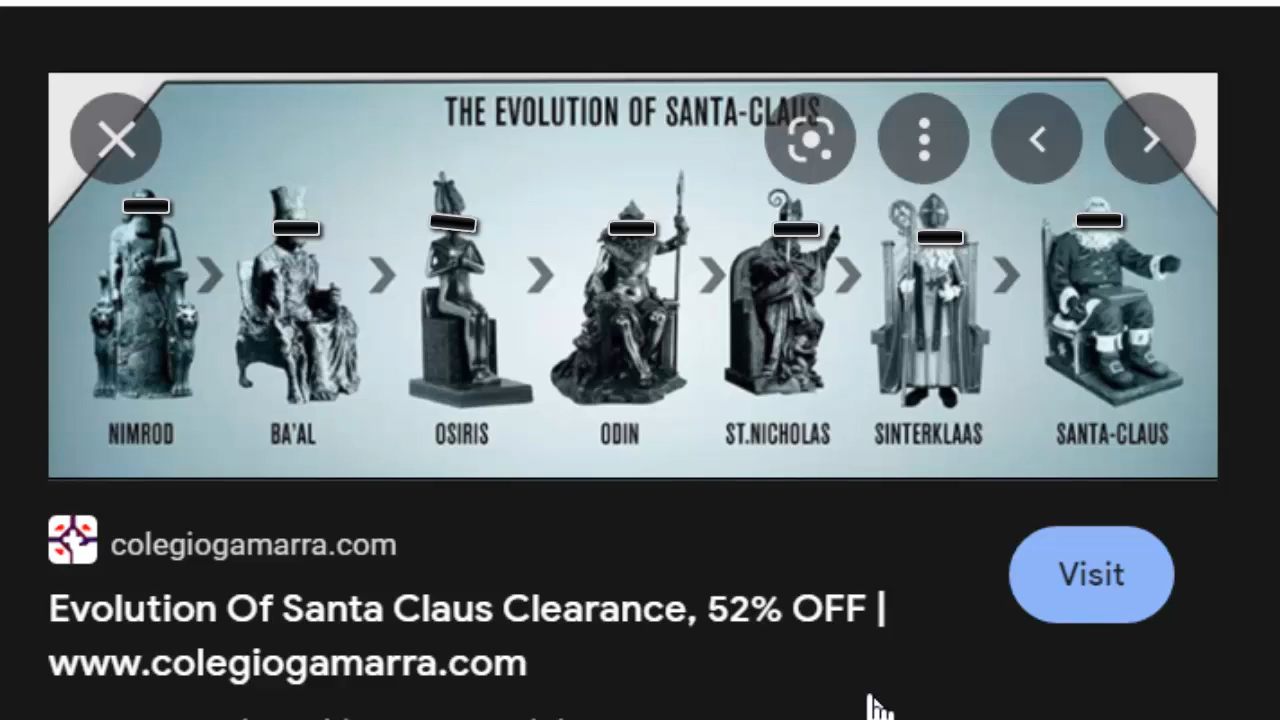 THE EVOLUTION OF SANTA-CLAUS
NIMROD BA'AL OSIRIS ODIN ST.NICHOLAS SINTERKLAAS SANTA-CLAUS
colegiogamarra.com
Visit
Evolution Of Santa Claus Clearance, 52% OFF |
www.colegiogamarra.com